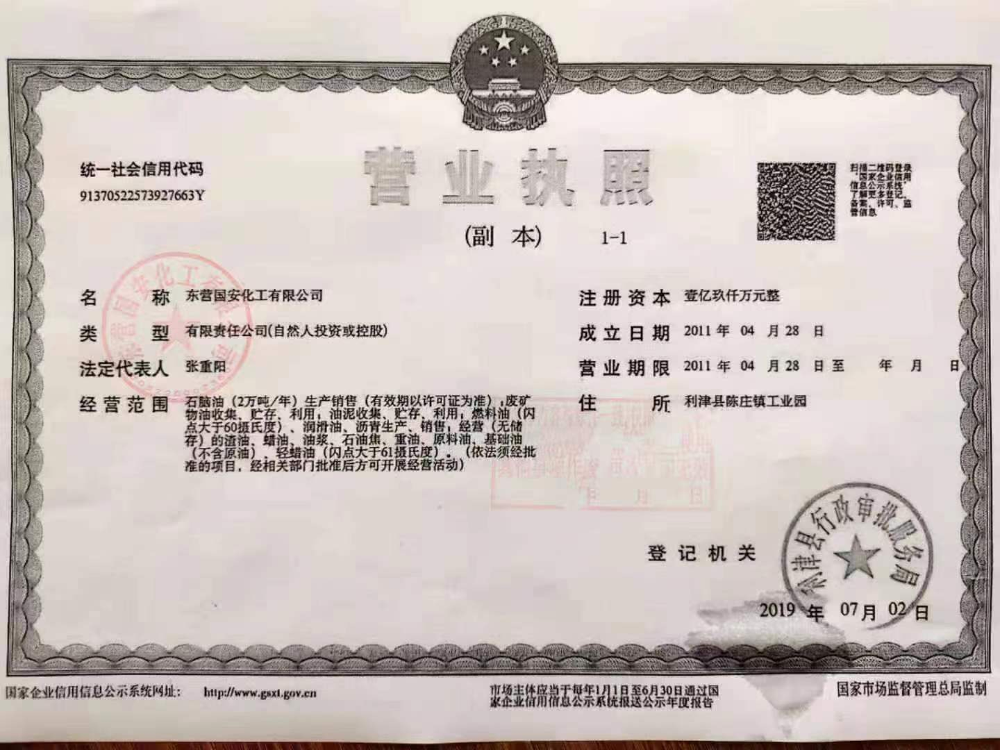 营业执照
(副 本) 1-1
统一社会信用代码
91370522573927663Y
扫描二维码登录
"国家企业信用
信息公示系统"
了解更多登记、
备案、许可、监
管信息
名 称 东营国安化工有限公司
类 型 有限责任公司(自然人投资或控股)
法定代表人 张重阳
经营范围 石脑油（2万吨/年）生产销售（有效期以许可证为准）;废矿
物油收集、贮存、利用；油泥收集、贮存、利用；燃料油（闪
点大于60摄氏度）、润滑油、沥青生产、销售；经营（无储
存）的渣油、蜡油、油浆、石油焦、重油、原料油、基础油
（不含原油）、轻蜡油（闪点大于61摄氏度）。（依法须经批
准的项目，经相关部门批准后方可开展经营活动）
注册资本 壹亿玖仟万元整
成立日期 2011 年 04 月 28 日
营业期限 2011 年 04 月 28 日 至 年 月 日
住 所 利津县陈庄镇工业园
东营国安化工有限公司
登记机关
利津县行政审批服务局
2019 年 07 月 02 日
国家企业信用信息公示系统网址： http://www.gsxt.gov.cn
市场主体应当于每年1月1日至6月30日通过国
家企业信用信息公示系统报送公示年度报告
国家市场监督管理总局监制